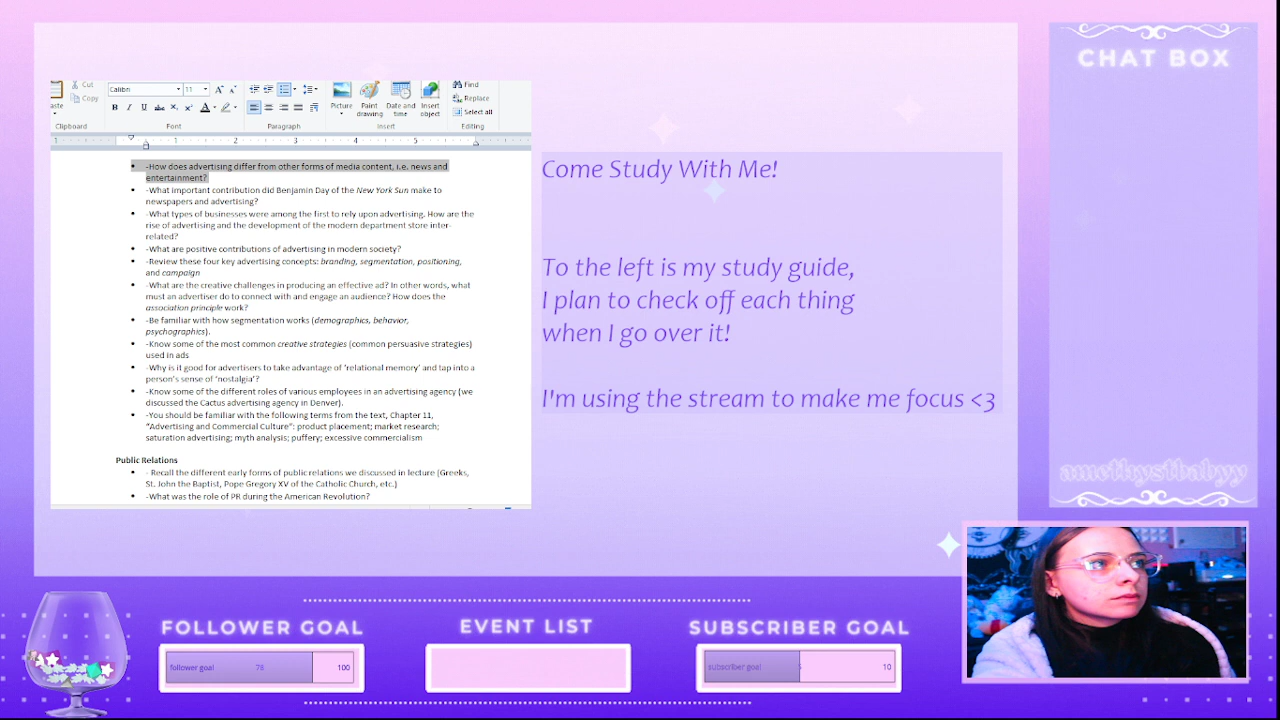 Cut
Copy
Clipboard
Calibri 11
Font
Paragraph
Picture
Paint drawing
Date and time
Insert object
Insert
Find
Replace
Select all
Editing
1 1 2 3 4 5
-How does advertising differ from other forms of media content, i.e. news and
entertainment?
-What important contribution did Benjamin Day of the New York Sun make to
newspapers and advertising?
-What types of businesses were among the first to rely upon advertising. How are the
rise of advertising and the development of the modern department store inter-
related?
-What are positive contributions of advertising in modern society?
-Review these four key advertising concepts: branding, segmentation, positioning,
and campaign
-What are the creative challenges in producing an effective ad? In other words, what
must an advertiser do to connect with and engage an audience? How does the
association principle work?
-Be familiar with how segmentation works (demographics, behavior,
psychographics).
-Know some of the most common creative strategies (common persuasive strategies)
used in ads
-Why is it good for advertisers to take advantage of 'relational memory' and tap into a
person's sense of 'nostalgia'?
-Know some of the different roles of various employees in an advertising agency (we
discussed the Cactus advertising agency in Denver).
-You should be familiar with the following terms from the text, Chapter 11,
"Advertising and Commercial Culture": product placement; market research;
saturation advertising; myth analysis; puffery; excessive commercialism
Public Relations
- Recall the different early forms of public relations we discussed in lecture (Greeks,
St. John the Baptist, Pope Gregory XV of the Catholic Church, etc.)
-What was the role of PR during the American Revolution?
Come Study With Me!
To the left is my study guide,
I plan to check off each thing
when I go over it!
I'm using the stream to make me focus <3
CHAT BOX
amethystbabyy
FOLLOWER GOAL
follower goal 78 100
EVENT LIST
SUBSCRIBER GOAL
subscriber goal 5 10